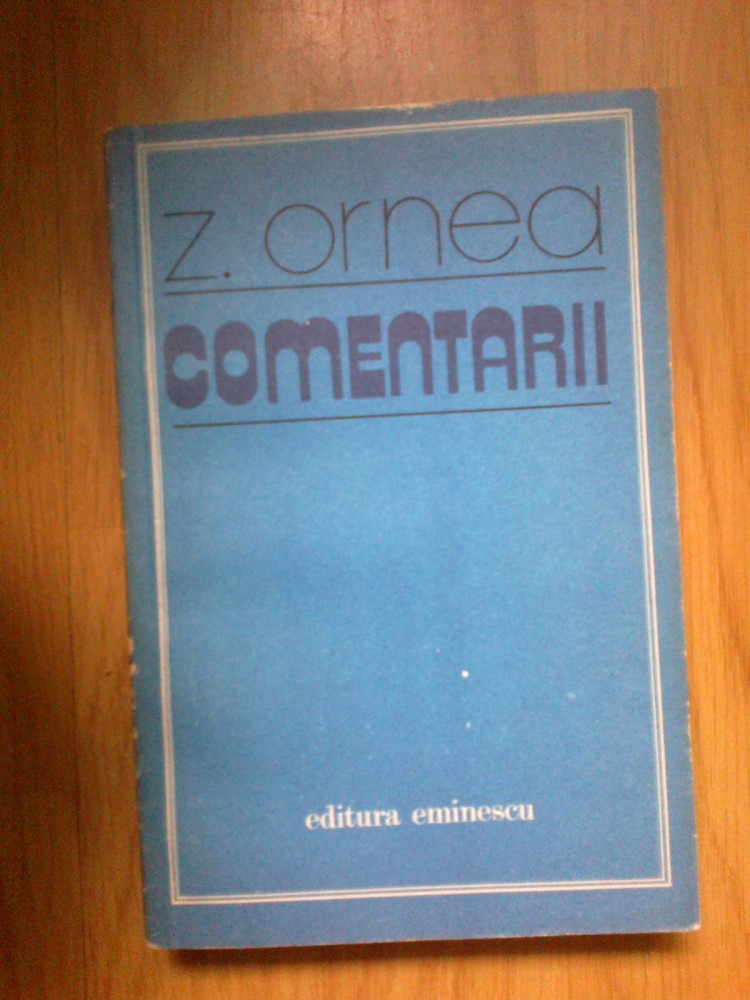 z. ornea
COMENTARII
editura eminescu